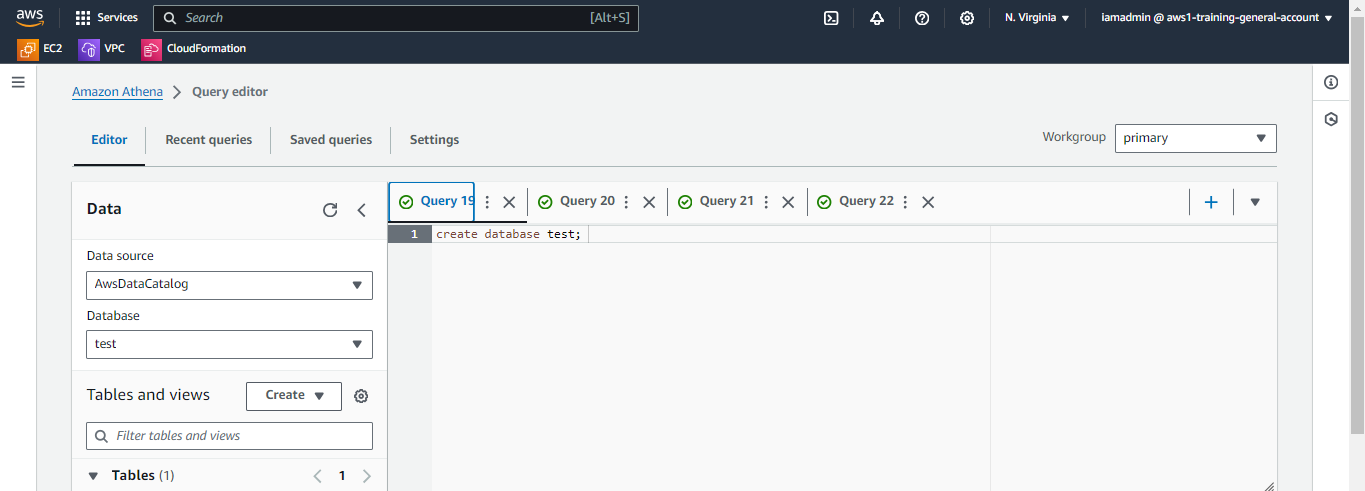 aws Services Search [Alt+S] N. Virginia iamadmin @ aws1-training-general-account
EC2 VPC CloudFormation
Amazon Athena Query editor
Editor Recent queries Saved queries Settings
Workgroup primary
Data
Data source
AwsDataCatalog
Database
test
Tables and views Create
Filter tables and views
Tables (1) 1
Query 19 Query 20 Query 21 Query 22
1 create database test;